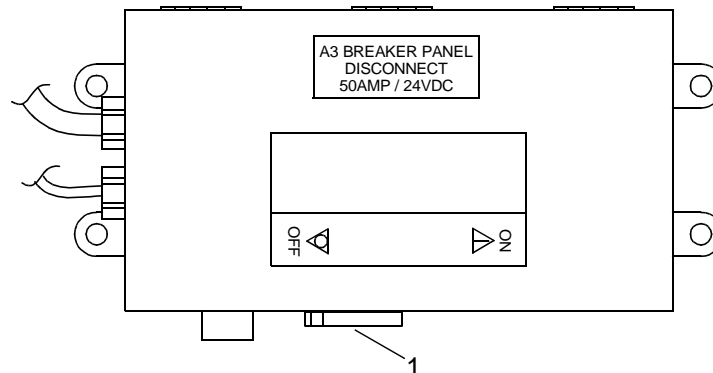 A3 BREAKER PANEL
DISCONNECT
50AMP / 24VDC
OFF
ON
1